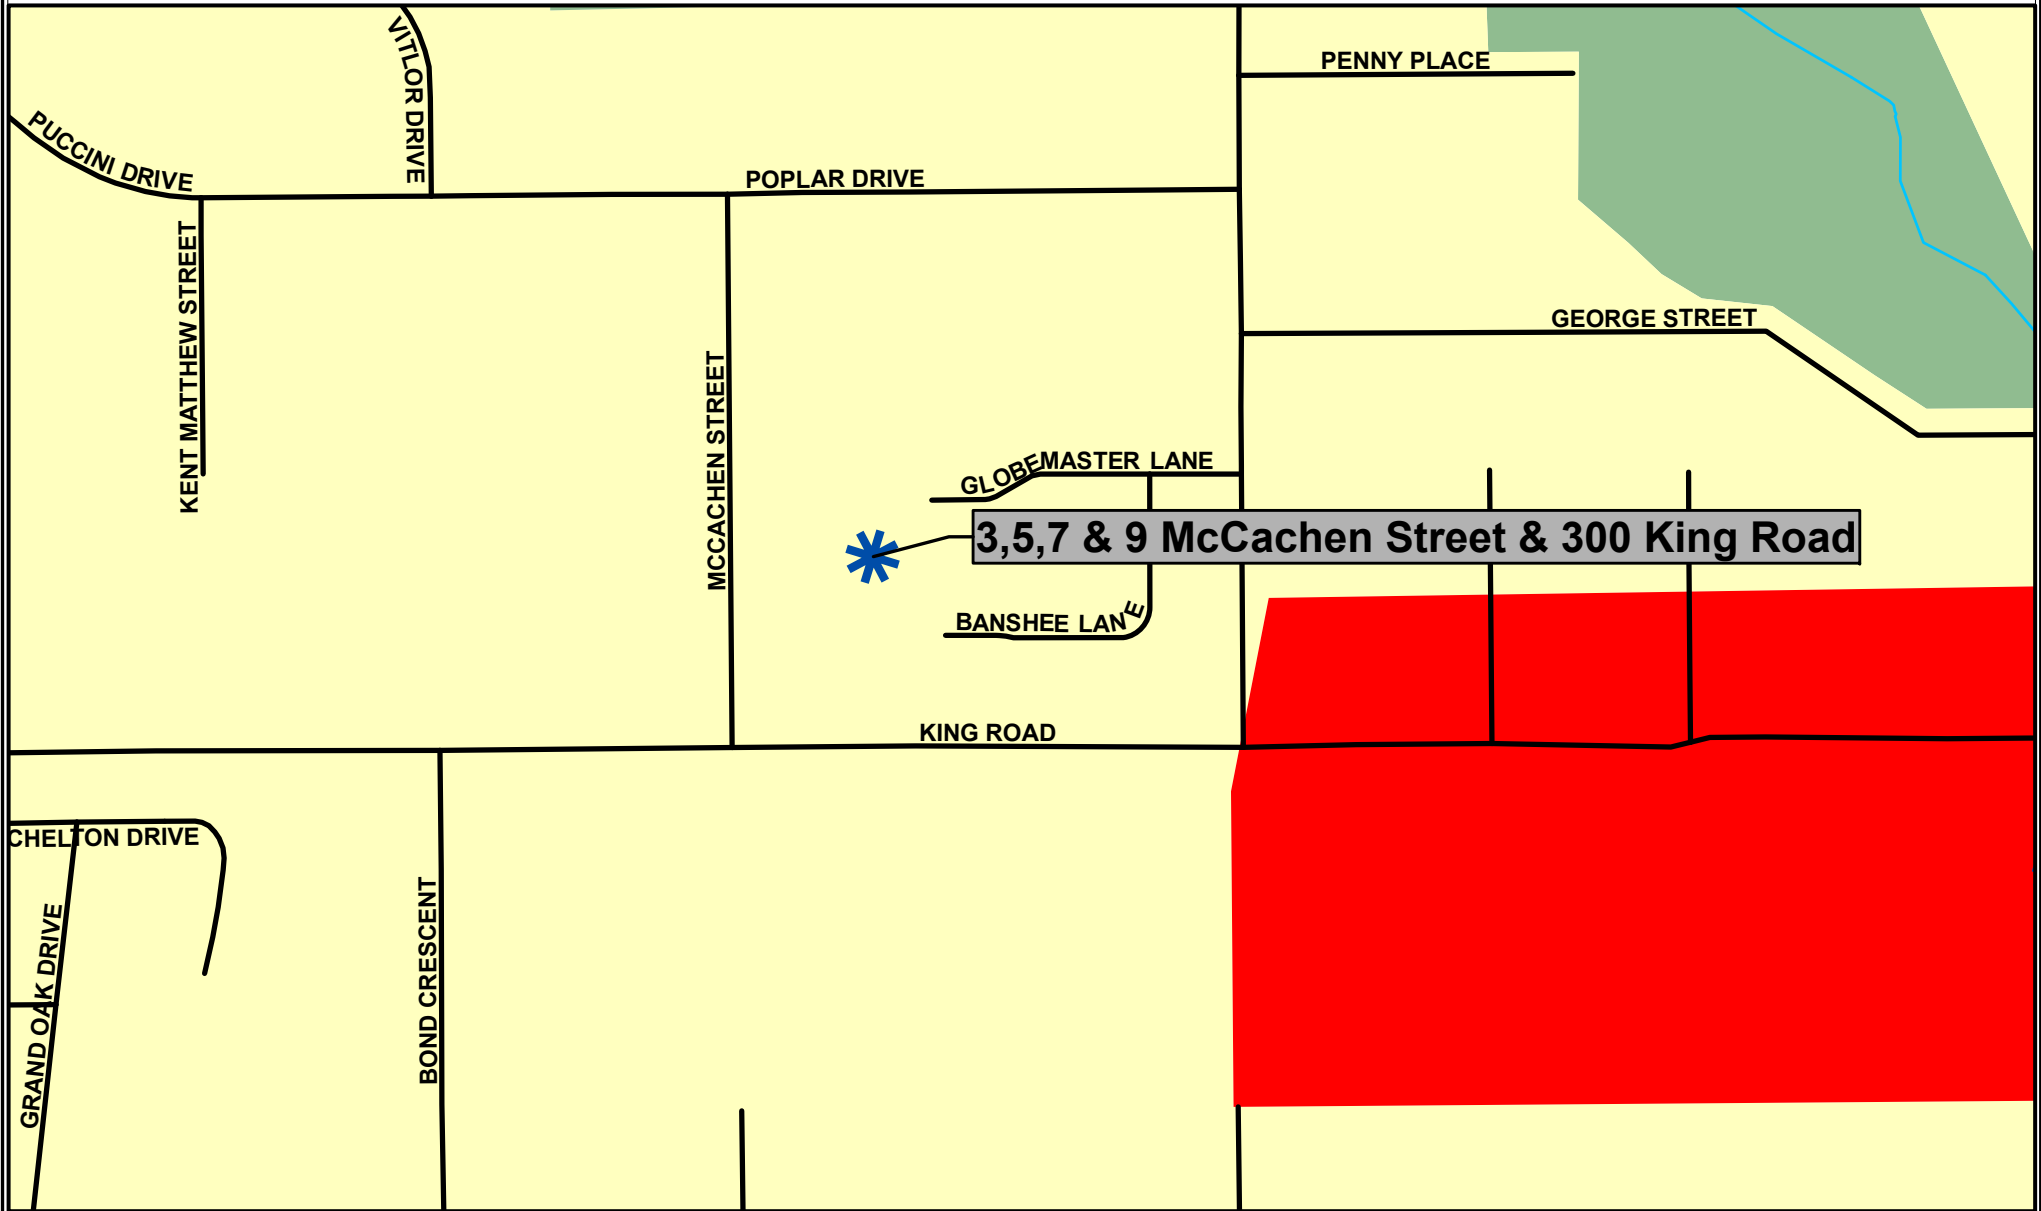 VITLOR DRIVE
PENNY PLACE
PUCCINI DRIVE
POPLAR DRIVE
KENT MATTHEW STREET
GEORGE STREET
MCCACHEN STREET
GLOBEMASTER LANE
3,5,7 & 9 McCachen Street & 300 King Road
BANSHEE LANE
KING ROAD
CHELTON DRIVE
BOND CRESCENT
GRAND OAK DRIVE